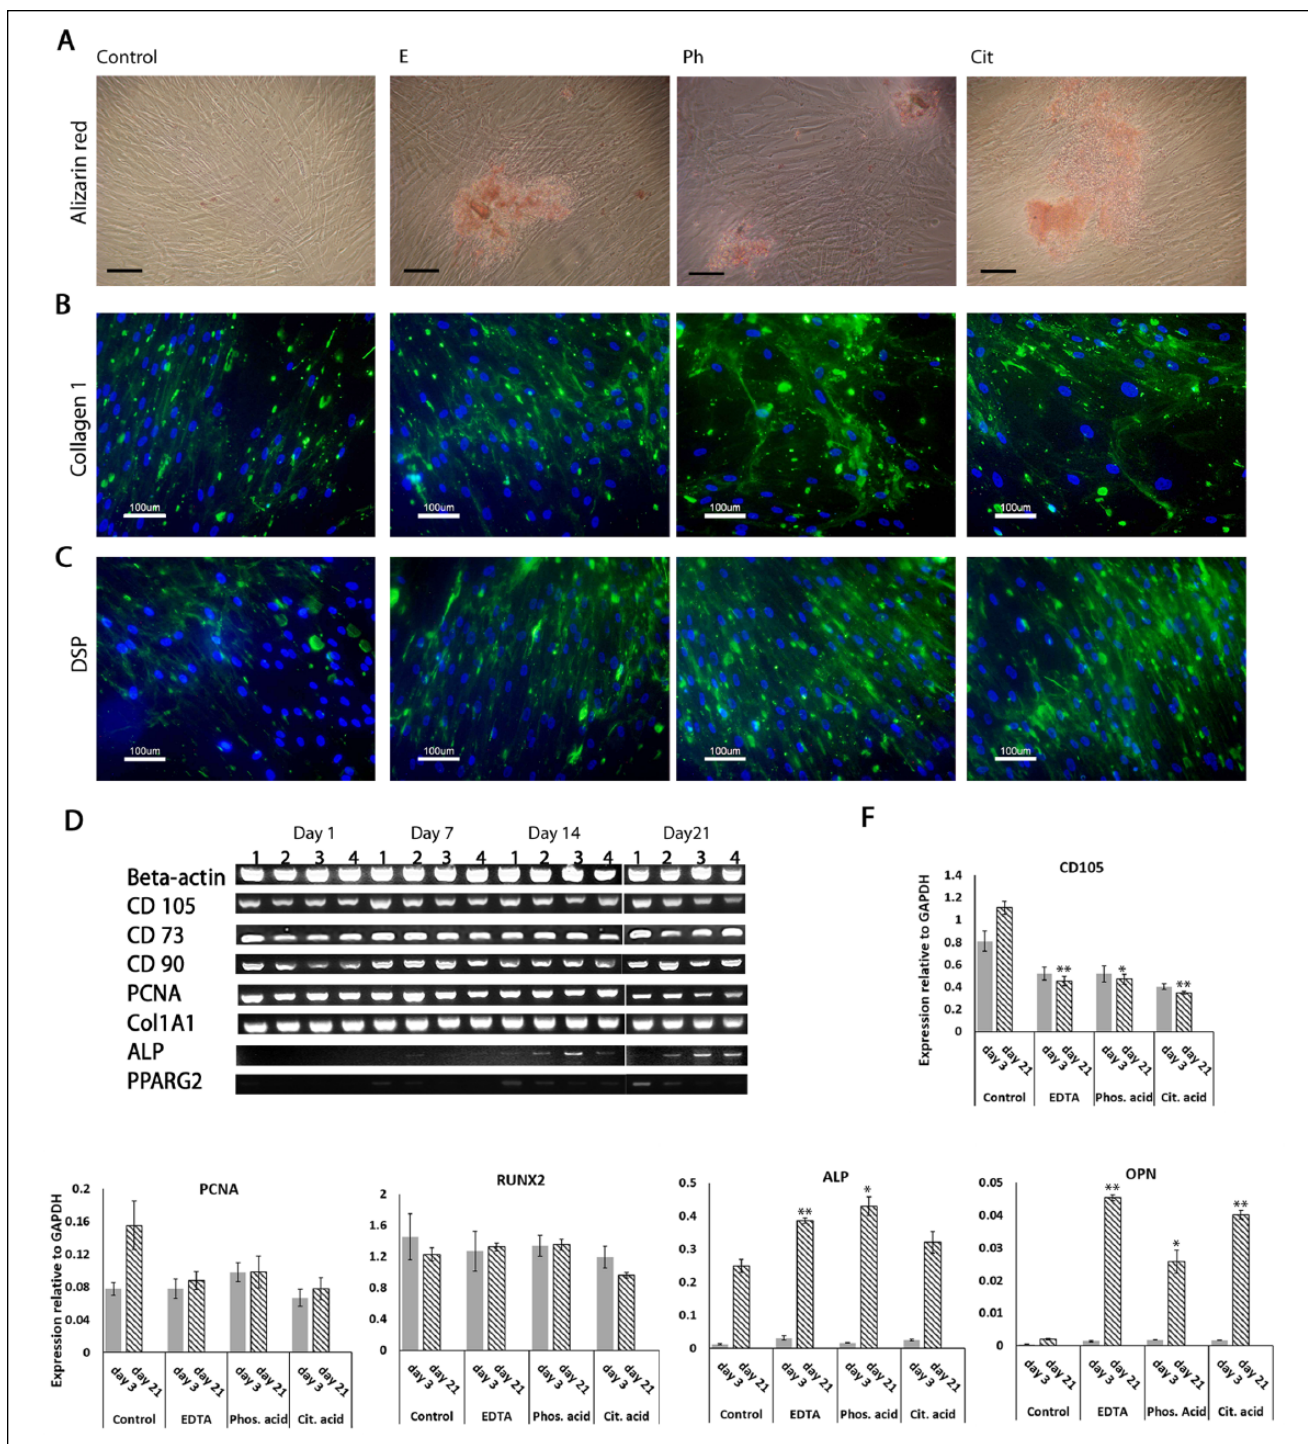 A
Control E Ph Cit
Alizarin red
B
Collagen 1
100um 100um 100um 100um
C
DSP
100um 100um 100um 100um
D
Day 1 Day 7 Day 14 Day21
1 2 3 4 1 2 3 4 1 2 3 4 1 2 3 4
Beta-actin
CD 105
CD 73
CD 90
PCNA
Col1A1
ALP
PPARG2
F
CD105
Expression relative to GAPDH
1.4
1.2
1
0.8
0.6
0.4
0.2
0
** * **
day 3 day 21 day 3 day 21 day 3 day 21 day 3 day 21
Control EDTA Phos. acid Cit. acid
PCNA
Expression relative to GAPDH
0.2
0.16
0.12
0.08
0.04
0
day 3 day 21 day 3 day 21 day 3 day 21 day 3 day 21
Control EDTA Phos. acid Cit. acid
RUNX2
2
1.6
1.2
0.8
0.4
0
day 3 day 21 day 3 day 21 day 3 day 21 day 3 day 21
Control EDTA Phos. acid Cit. acid
ALP
0.5
0.4
0.3
0.2
0.1
0
** *
day 3 day 21 day 3 day 21 day 3 day 21 day 3 day 21
Control EDTA Phos. acid Cit. acid
OPN
0.05
0.04
0.03
0.02
0.01
0
** * **
day 3 day 21 day 3 day 21 day 3 day 21 day 3 day 21
Control EDTA Phos. Acid Cit. acid